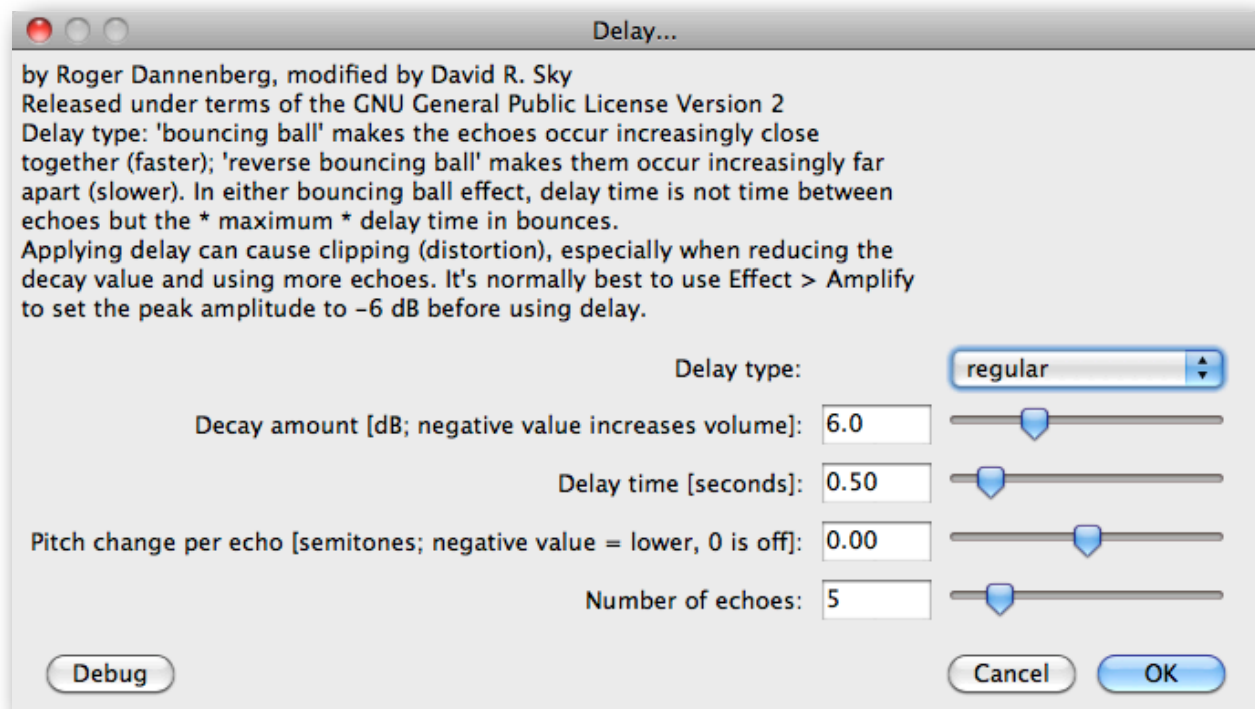 Delay...
by Roger Dannenberg, modified by David R. Sky
Released under terms of the GNU General Public License Version 2
Delay type: 'bouncing ball' makes the echoes occur increasingly close
together (faster); 'reverse bouncing ball' makes them occur increasingly far
apart (slower). In either bouncing ball effect, delay time is not time between
echoes but the * maximum * delay time in bounces.
Applying delay can cause clipping (distortion), especially when reducing the
decay value and using more echoes. It's normally best to use Effect > Amplify
to set the peak amplitude to -6 dB before using delay.
Delay type: regular
Decay amount [dB; negative value increases volume]: 6.0
Delay time [seconds]: 0.50
Pitch change per echo [semitones; negative value = lower, 0 is off]: 0.00
Number of echoes: 5
Debug Cancel OK